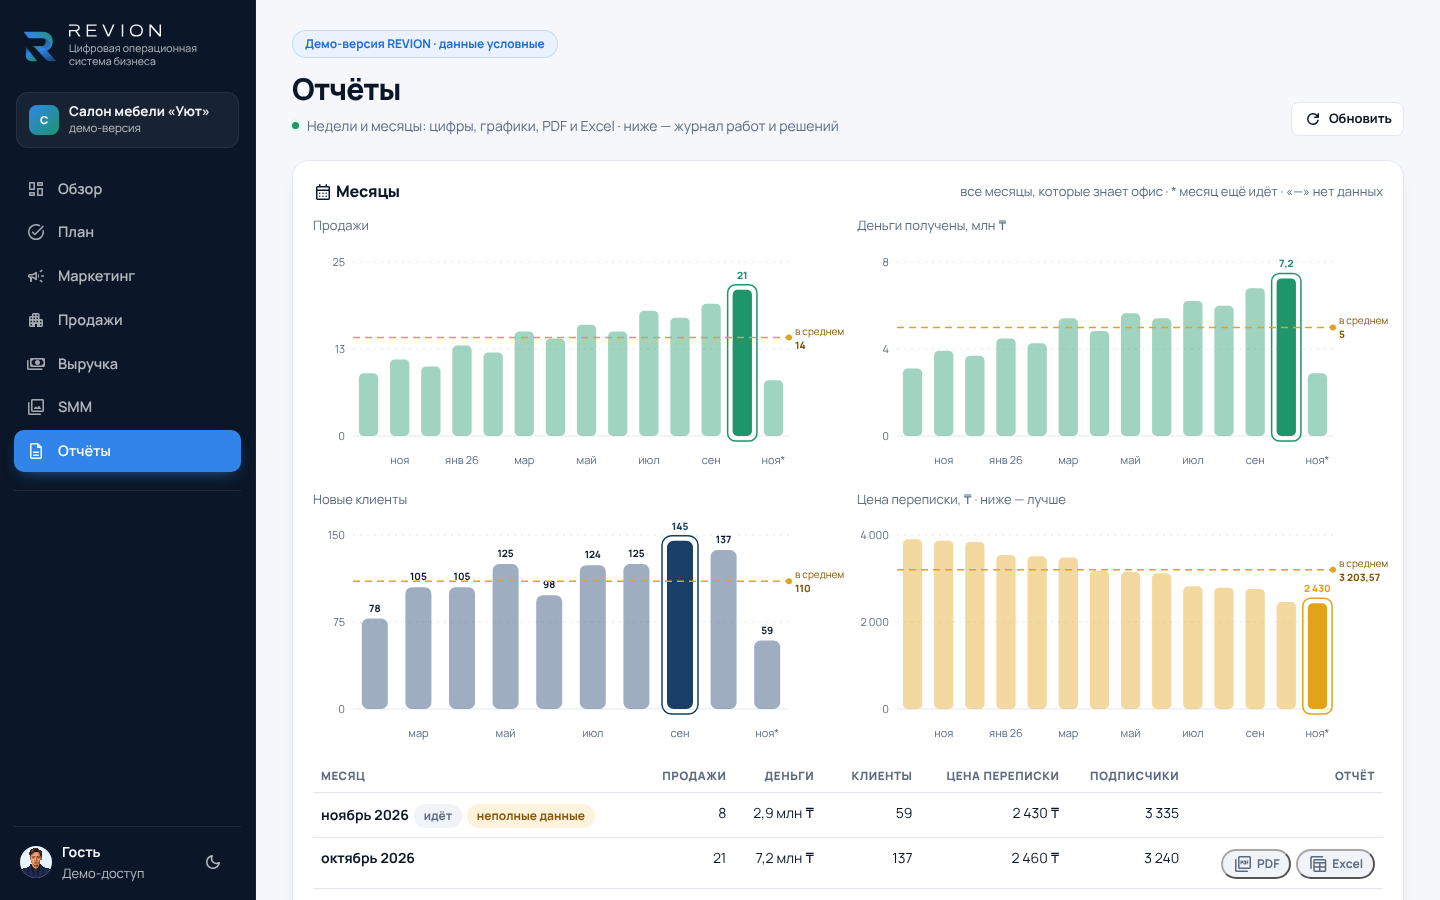 REVION
Цифровая операционная
система бизнеса
С
Салон мебели «Уют»
демо-версия
Обзор
План
Маркетинг
Продажи
Выручка
SMM
Отчёты
Гость
Демо-доступ
Демо-версия REVION · данные условные
Отчёты
Недели и месяцы: цифры, графики, PDF и Excel · ниже — журнал работ и решений
Обновить
Месяцы
все месяцы, которые знает офис · * месяц ещё идёт · «—» нет данных
Продажи
25
13
0
21
в среднем
14
ноя янв 26 мар май июл сен ноя*
Деньги получены, млн ₸
8
4
0
7,2
в среднем
5
ноя янв 26 мар май июл сен ноя*
Новые клиенты
150
75
0
78 105 105 125 98 124 125 145 137 59
в среднем
110
мар май июл сен ноя*
Цена переписки, ₸ · ниже — лучше
4 000
2 000
0
2 430
в среднем
3 203,57
ноя янв 26 мар май июл сен ноя*
МЕСЯЦ ПРОДАЖИ ДЕНЬГИ КЛИЕНТЫ ЦЕНА ПЕРЕПИСКИ ПОДПИСЧИКИ ОТЧЁТ
ноябрь 2026 идёт неполные данные 8 2,9 млн ₸ 59 2 430 ₸ 3 335
октябрь 2026 21 7,2 млн ₸ 137 2 460 ₸ 3 240 PDF Excel